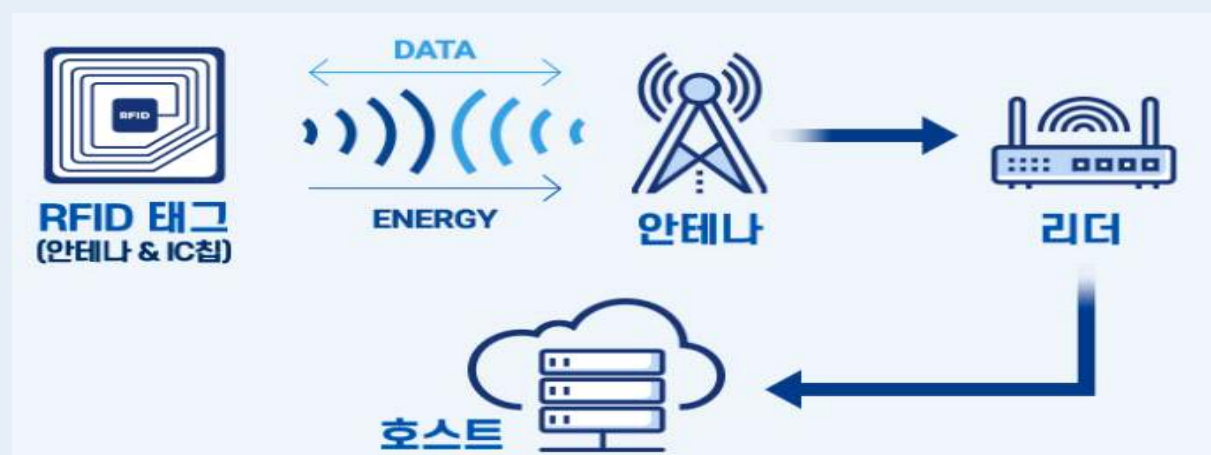 DATA
RFID
ENERGY
RFID 태그
(안테나 & IC칩)
안테나
리더
호스트